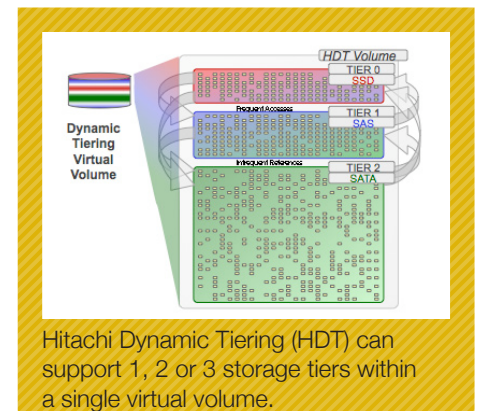 HDT Volume
TIER 0
SSD
Frequent Accesses
TIER 1
SAS
Infrequent References
TIER 2
SATA
Dynamic
Tiering
Virtual
Volume
Hitachi Dynamic Tiering (HDT) can
support 1, 2 or 3 storage tiers within
a single virtual volume.